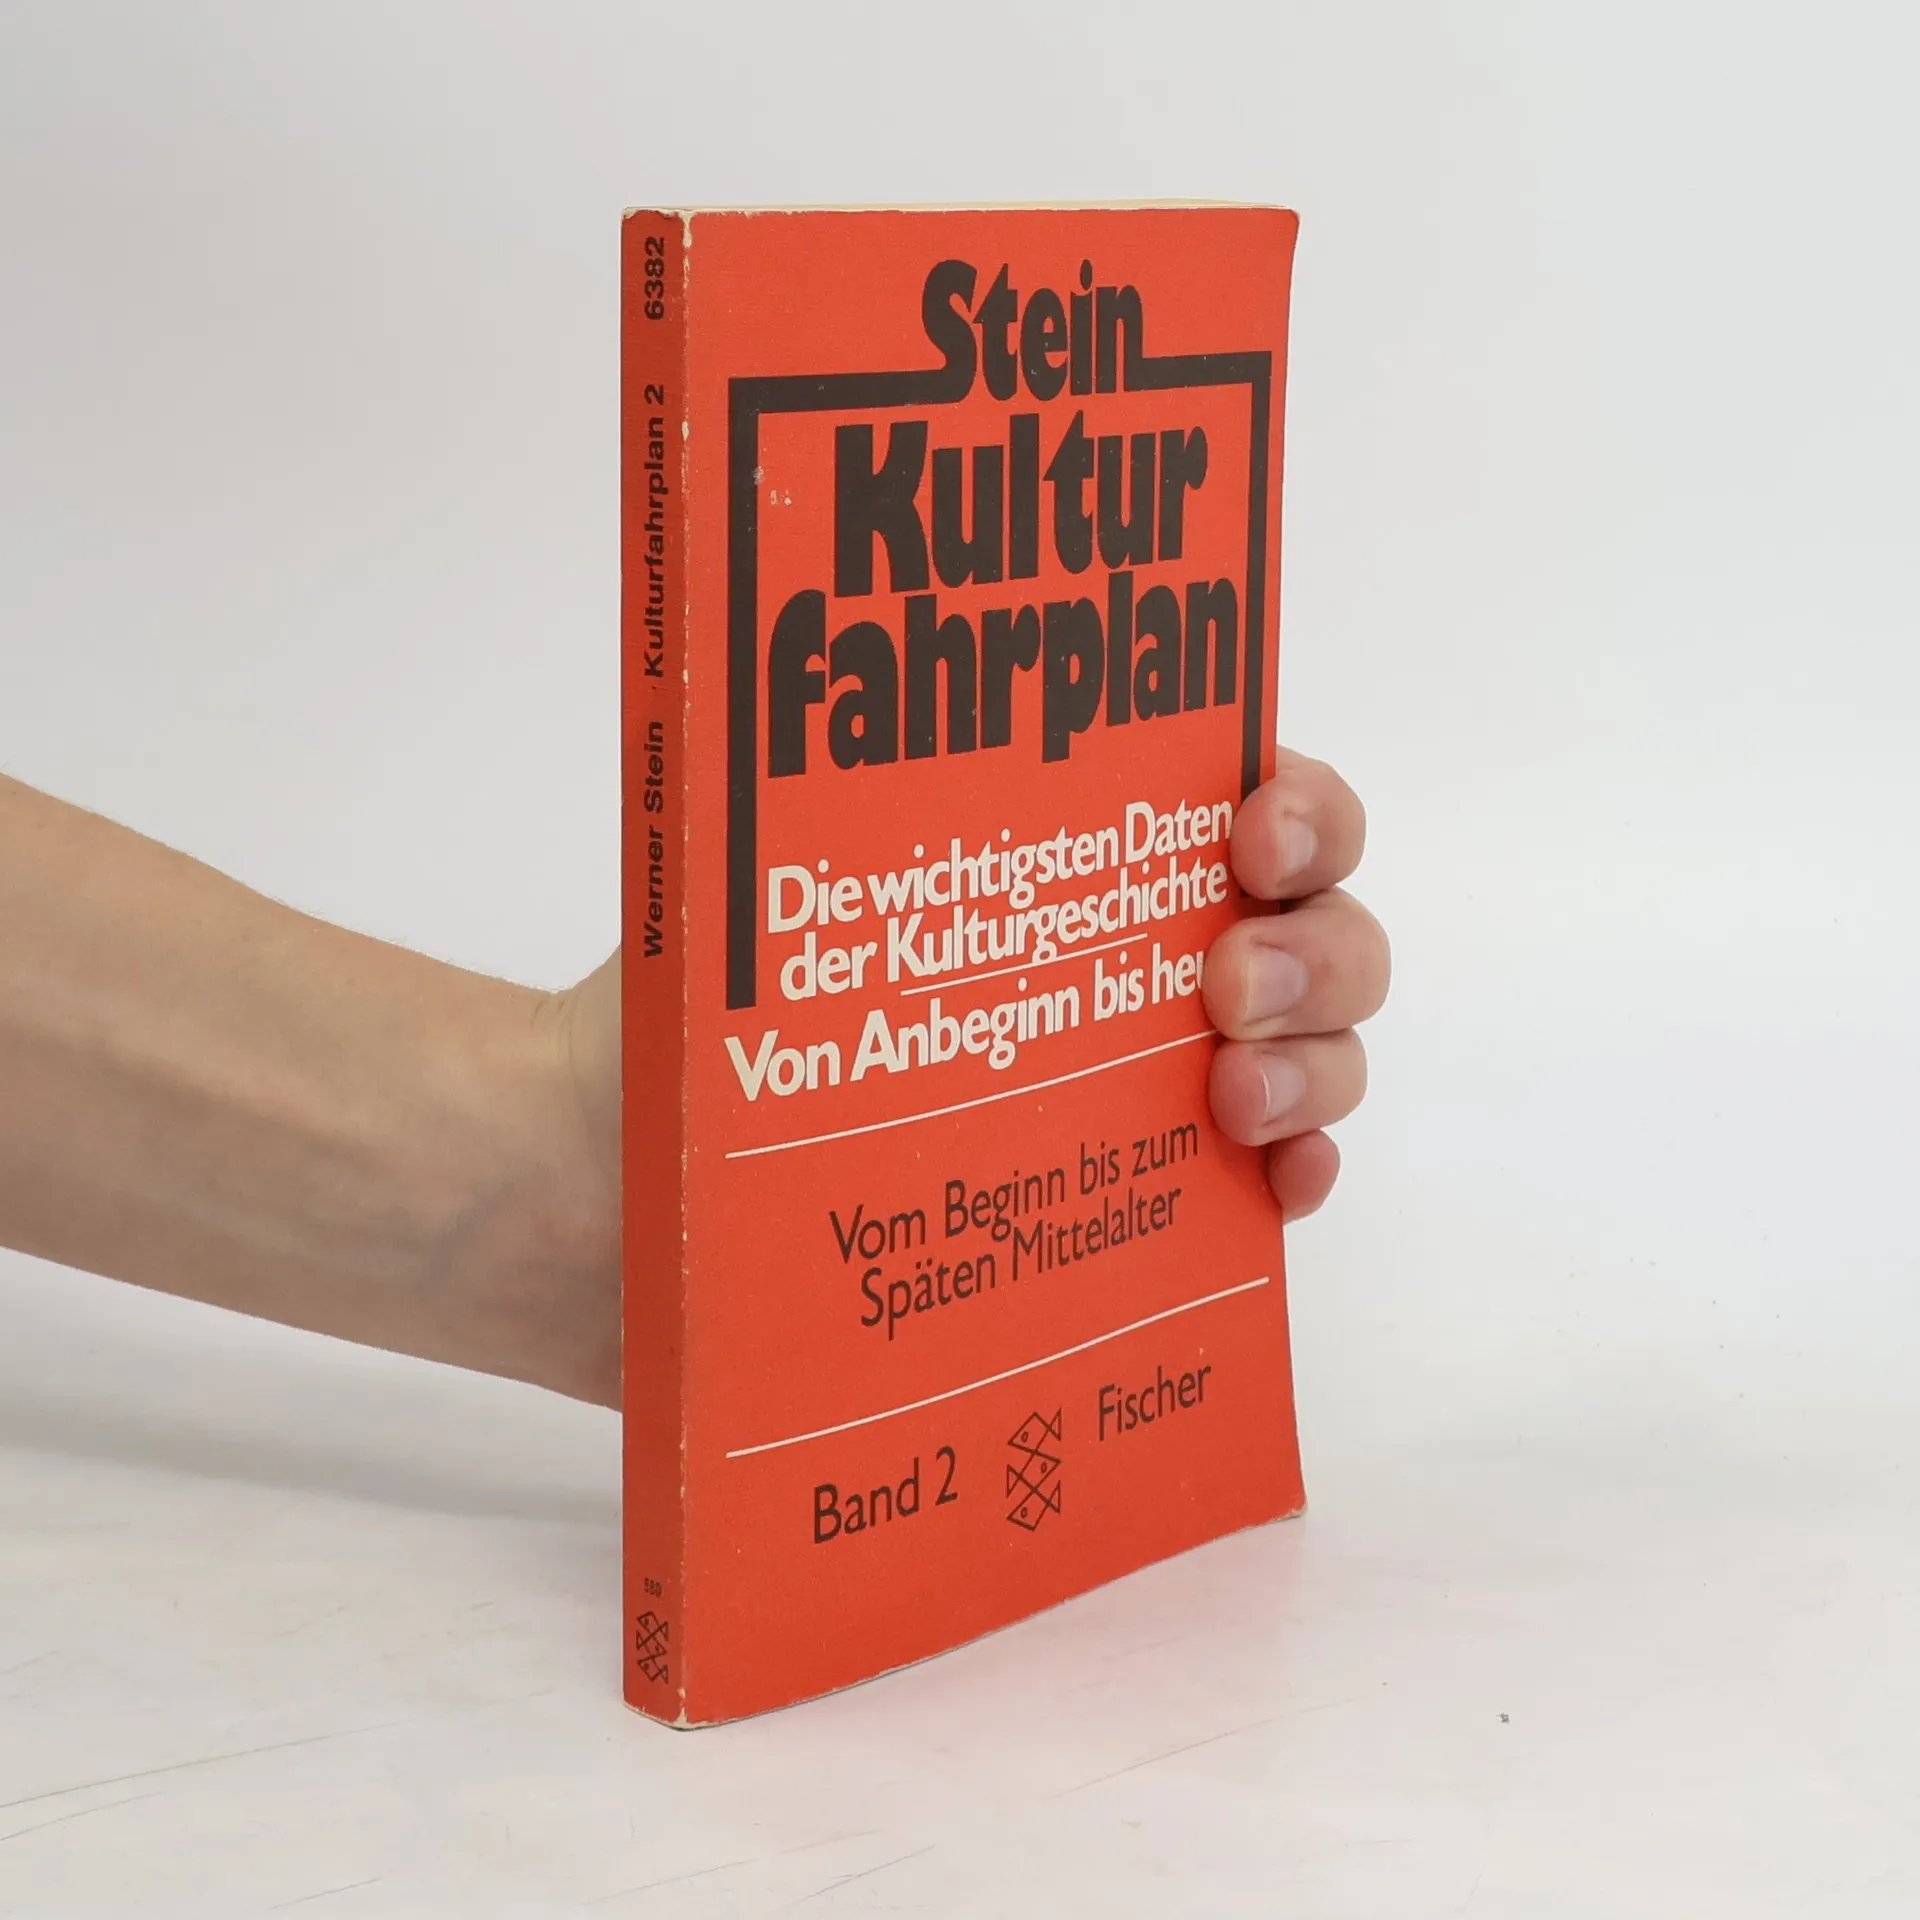 Stein
Kultur
fahrplan
Die wichtigsten Daten
der Kulturgeschichte
Von Anbeginn bis
Vom Beginn bis zum
Späten Mittelalter
Band 2
Fischer
Werner Stein Kulturfahrplan 2 6382
580